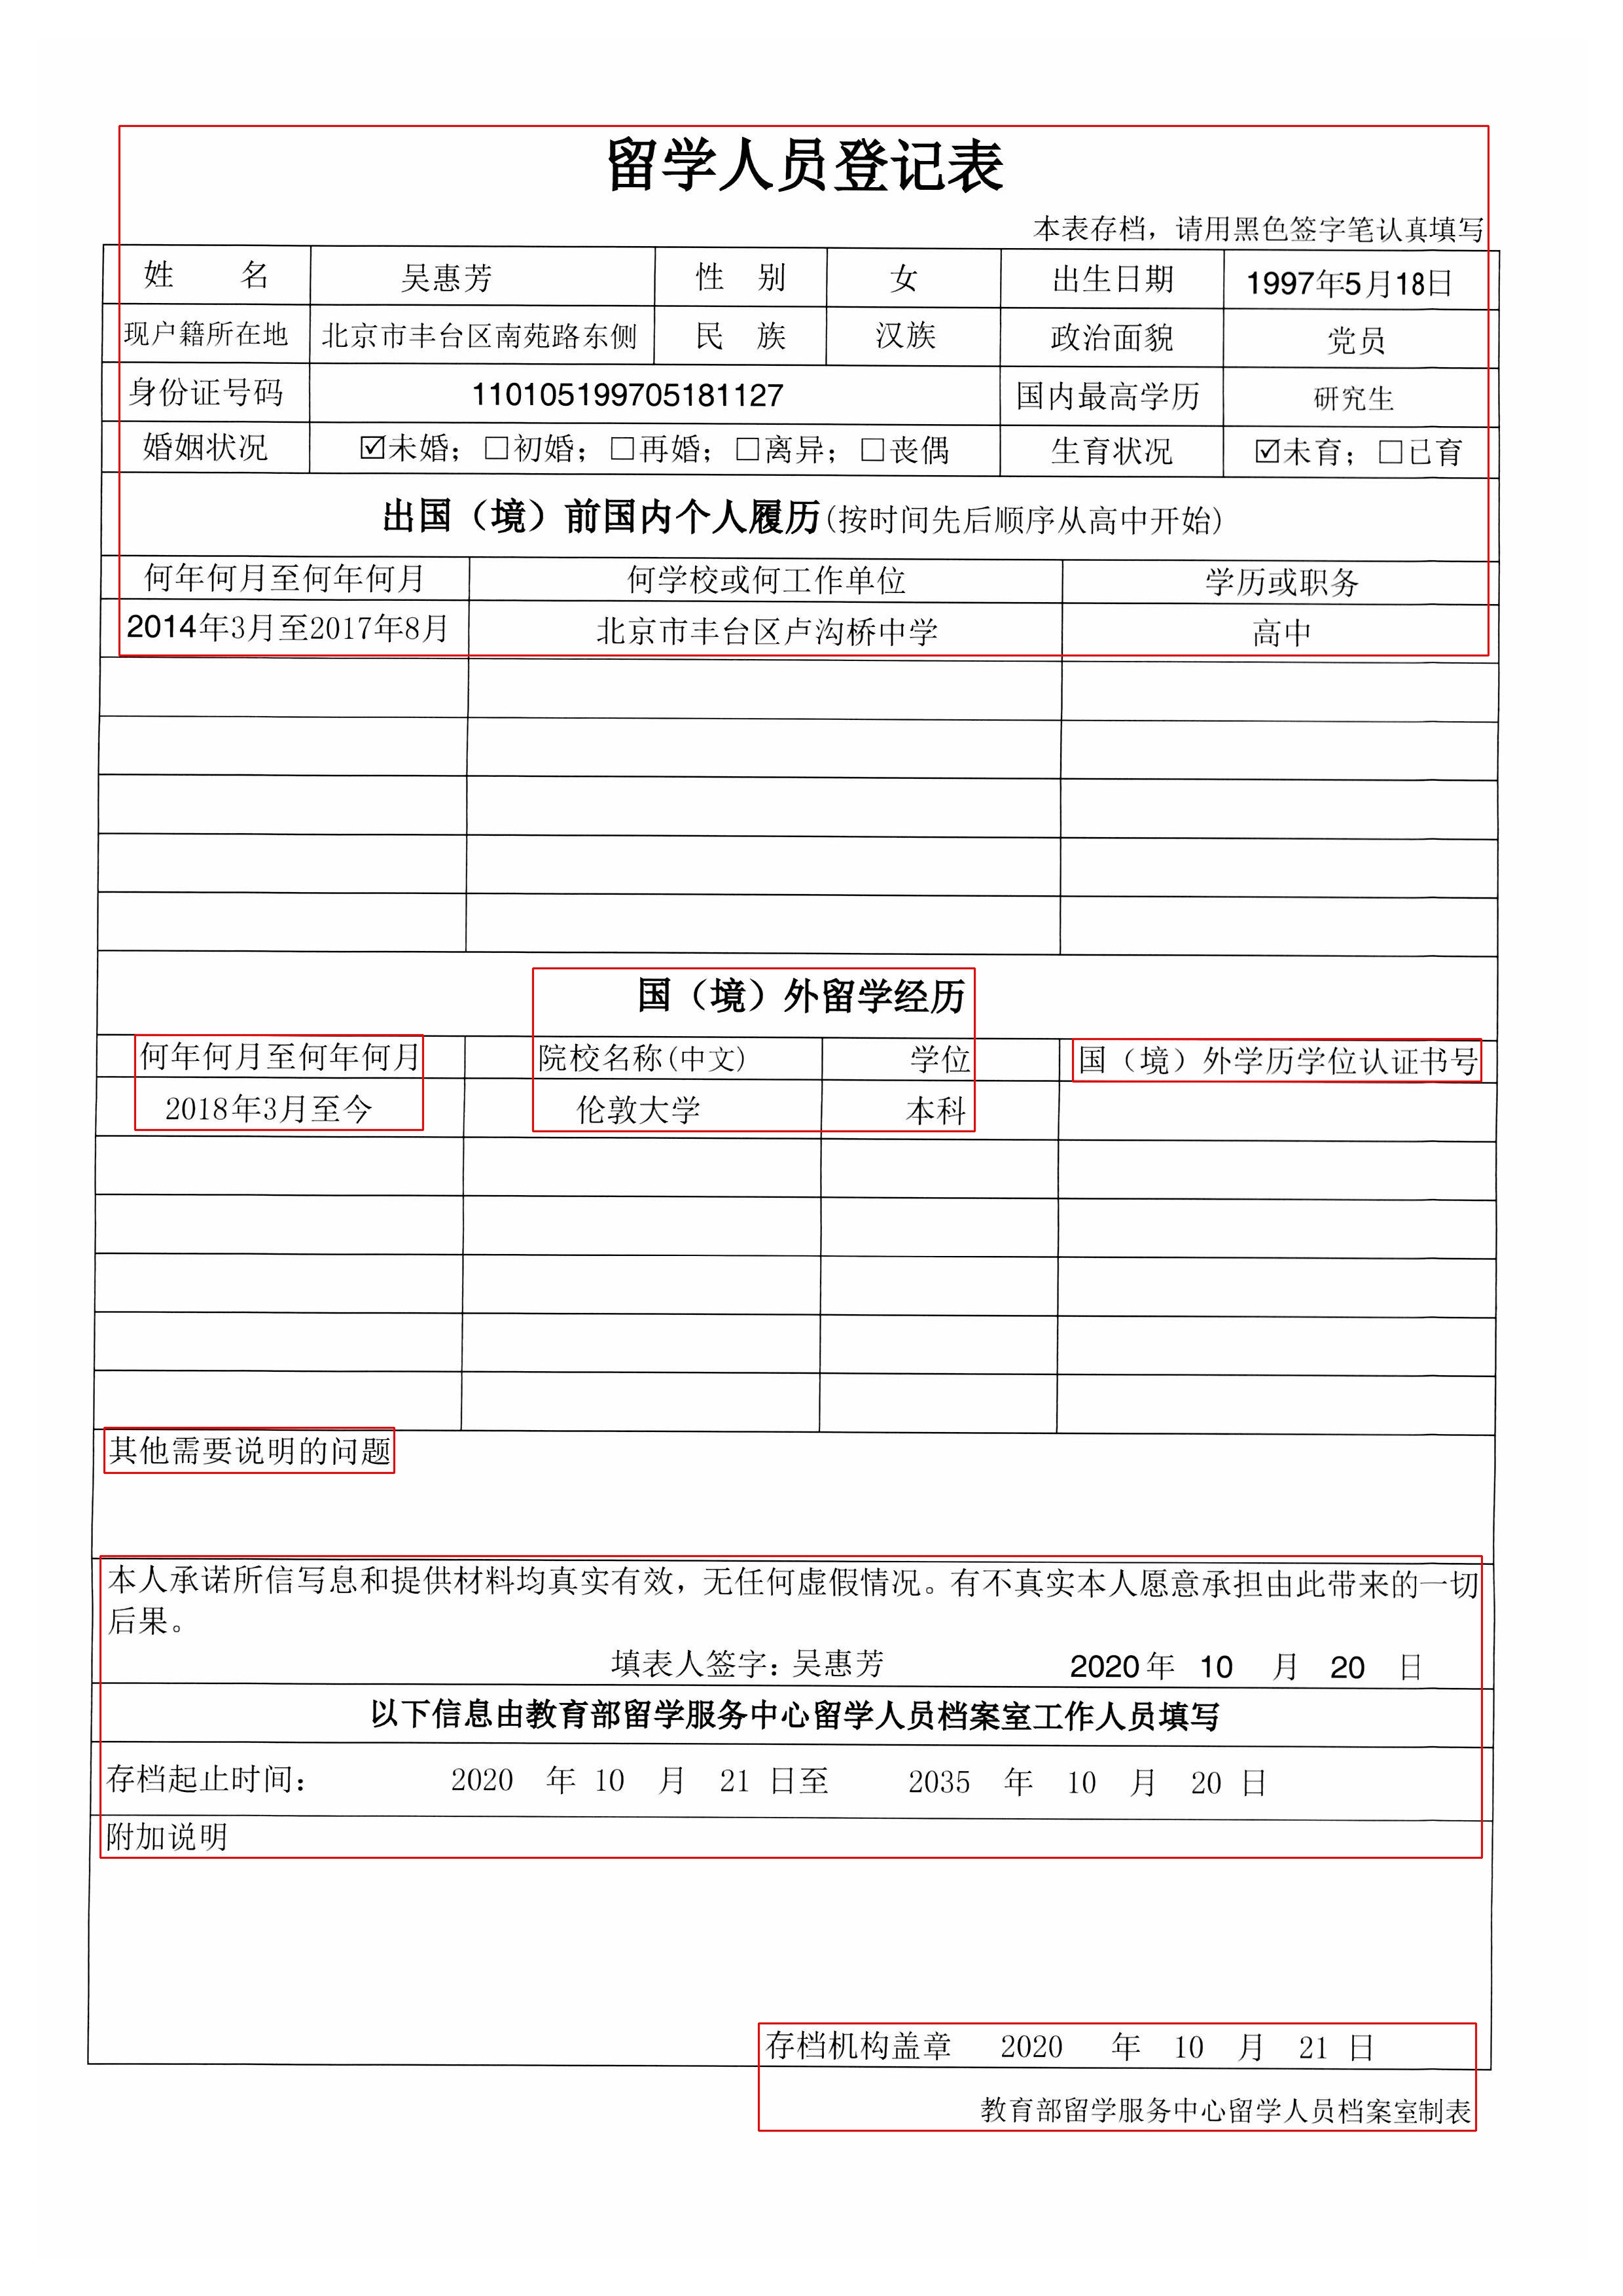 留学人员登记表
本表存档，请用黑色签字笔认真填写
姓 名 吴惠芳 性 别 女 出生日期 1997年5月18日
现户籍所在地 北京市丰台区南苑路东侧 民 族 汉族 政治面貌 党员
身份证号码 110105199705181127 国内最高学历 研究生
婚姻状况 ☑未婚；□初婚；□再婚；□离异；□丧偶 生育状况 ☑未育；□已育
出国（境）前国内个人履历(按时间先后顺序从高中开始)
何年何月至何年何月 何学校或何工作单位 学历或职务
2014年3月至2017年8月 北京市丰台区卢沟桥中学 高中
国（境）外留学经历
何年何月至何年何月 院校名称(中文) 学位 国（境）外学历学位认证书号
2018年3月至今 伦敦大学 本科
其他需要说明的问题
本人承诺所信写息和提供材料均真实有效，无任何虚假情况。有不真实本人愿意承担由此带来的一切
后果。
填表人签字：吴惠芳 2020年 10 月 20 日
以下信息由教育部留学服务中心留学人员档案室工作人员填写
存档起止时间： 2020 年 10 月 21 日至 2035 年 10 月 20 日
附加说明
存档机构盖章 2020 年 10 月 21 日
教育部留学服务中心留学人员档案室制表